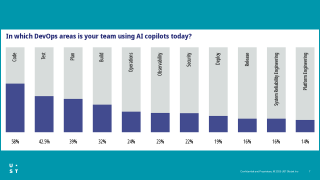 In which DevOps areas is your team using AI copilots today?
Code
Test
Plan
Build
Operations
Observability
Security
Deploy
Release
System Reliability Engineering
Platform Engineering
58% 42.5% 39% 32% 24% 23% 22% 19% 16% 16% 14%
U
S T